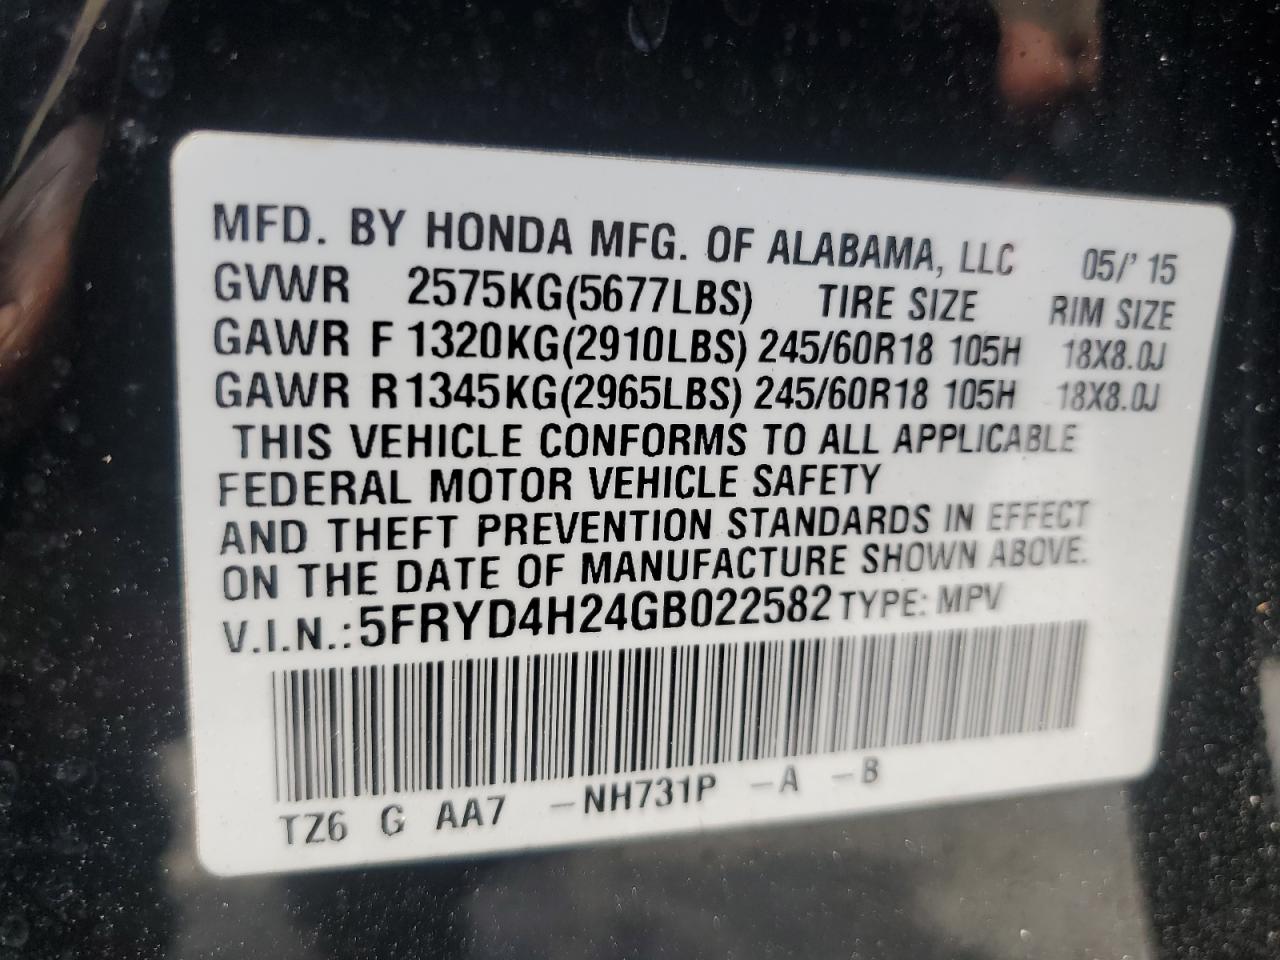 MFD. BY HONDA MFG. OF ALABAMA, LLC 05/' 15
GVWR 2575KG(5677LBS) TIRE SIZE RIM SIZE
GAWR F 1320KG(2910LBS) 245/60R18 105H 18X8.0J
GAWR R 1345KG(2965LBS) 245/60R18 105H 18X8.0J
THIS VEHICLE CONFORMS TO ALL APPLICABLE
FEDERAL MOTOR VEHICLE SAFETY
AND THEFT PREVENTION STANDARDS IN EFFECT
ON THE DATE OF MANUFACTURE SHOWN ABOVE.
V.I.N.: 5FRYD4H24GB022582 TYPE: MPV
TZ6 G AA7 -NH731P -A -B